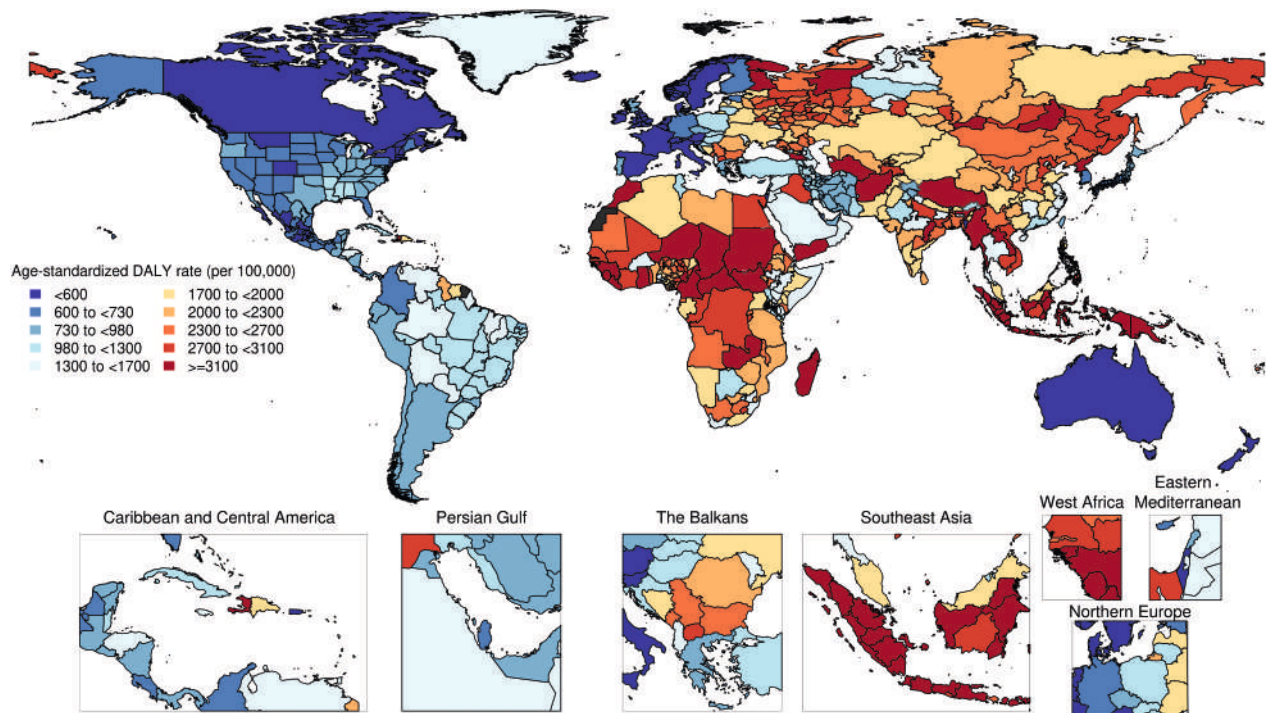 Age-standardized DALY rate (per 100,000)
<600
600 to <730
730 to <980
980 to <1300
1300 to <1700
1700 to <2000
2000 to <2300
2300 to <2700
2700 to <3100
>=3100
Caribbean and Central America
Persian Gulf
The Balkans
Southeast Asia
West Africa
Eastern
Mediterranean
Northern Europe